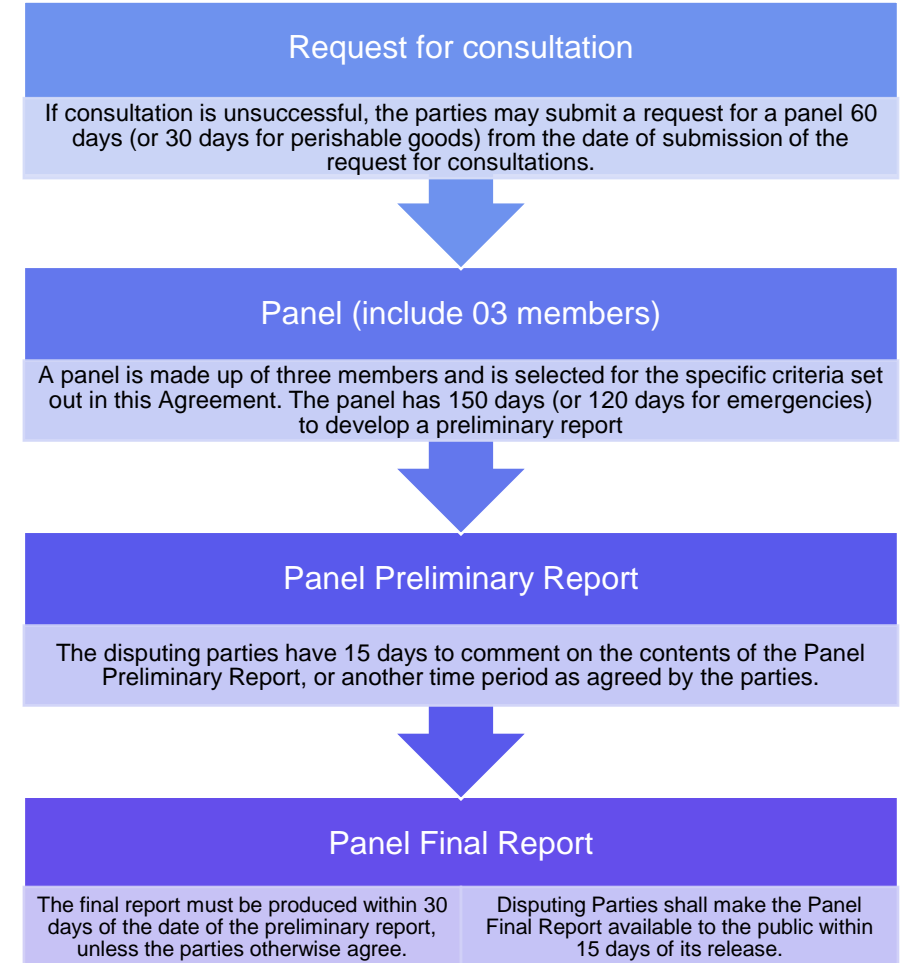 Request for consultation
If consultation is unsuccessful, the parties may submit a request for a panel 60
days (or 30 days for perishable goods) from the date of submission of the
request for consultations.
Panel (include 03 members)
A panel is made up of three members and is selected for the specific criteria set
out in this Agreement. The panel has 150 days (or 120 days for emergencies)
to develop a preliminary report
Panel Preliminary Report
The disputing parties have 15 days to comment on the contents of the Panel
Preliminary Report, or another time period as agreed by the parties.
Panel Final Report
The final report must be produced within 30
days of the date of the preliminary report,
unless the parties otherwise agree.
Disputing Parties shall make the Panel
Final Report available to the public within
15 days of its release.